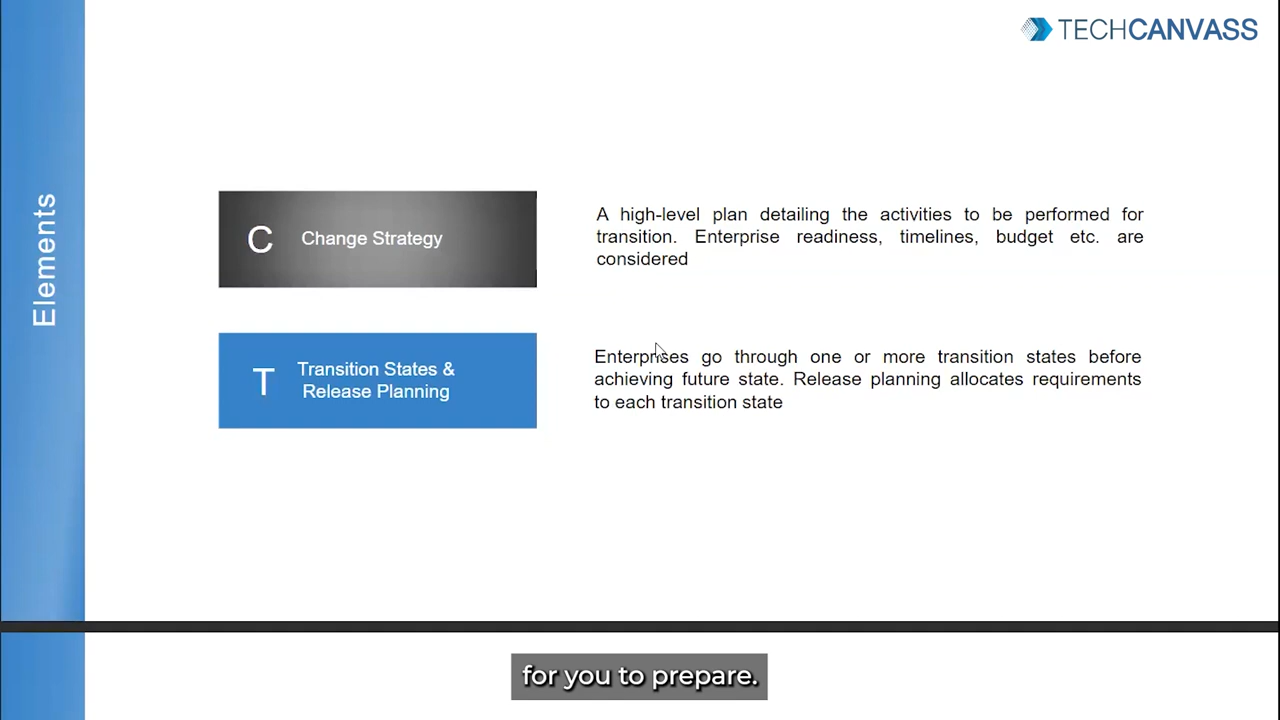 TECHCANVASS
Elements
C Change Strategy
A high-level plan detailing the activities to be performed for
transition. Enterprise readiness, timelines, budget etc. are
considered
T Transition States &
Release Planning
Enterprises go through one or more transition states before
achieving future state. Release planning allocates requirements
to each transition state
for you to prepare.